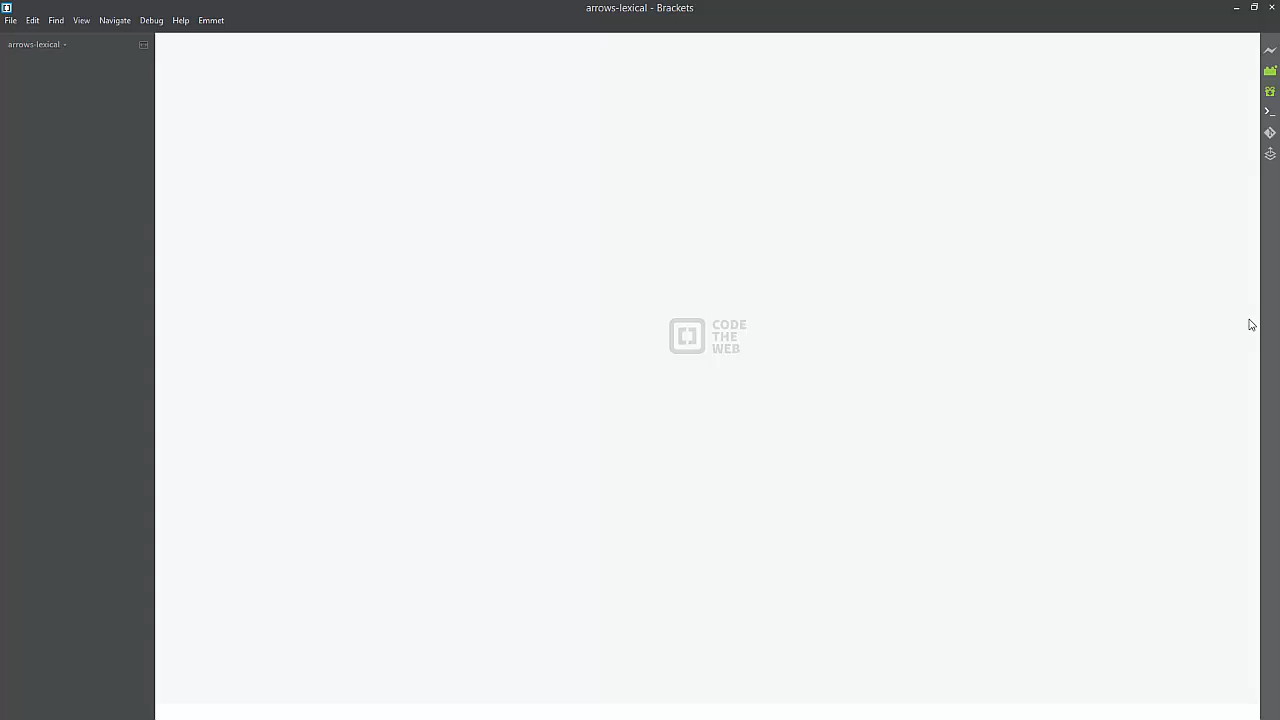 arrows-lexical - Brackets
File Edit Find View Navigate Debug Help Emmet
arrows-lexical
CODE
THE
WEB